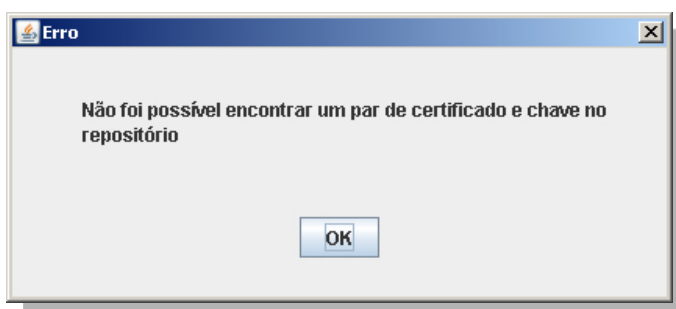 Erro
Não foi possível encontrar um par de certificado e chave no
repositório
OK